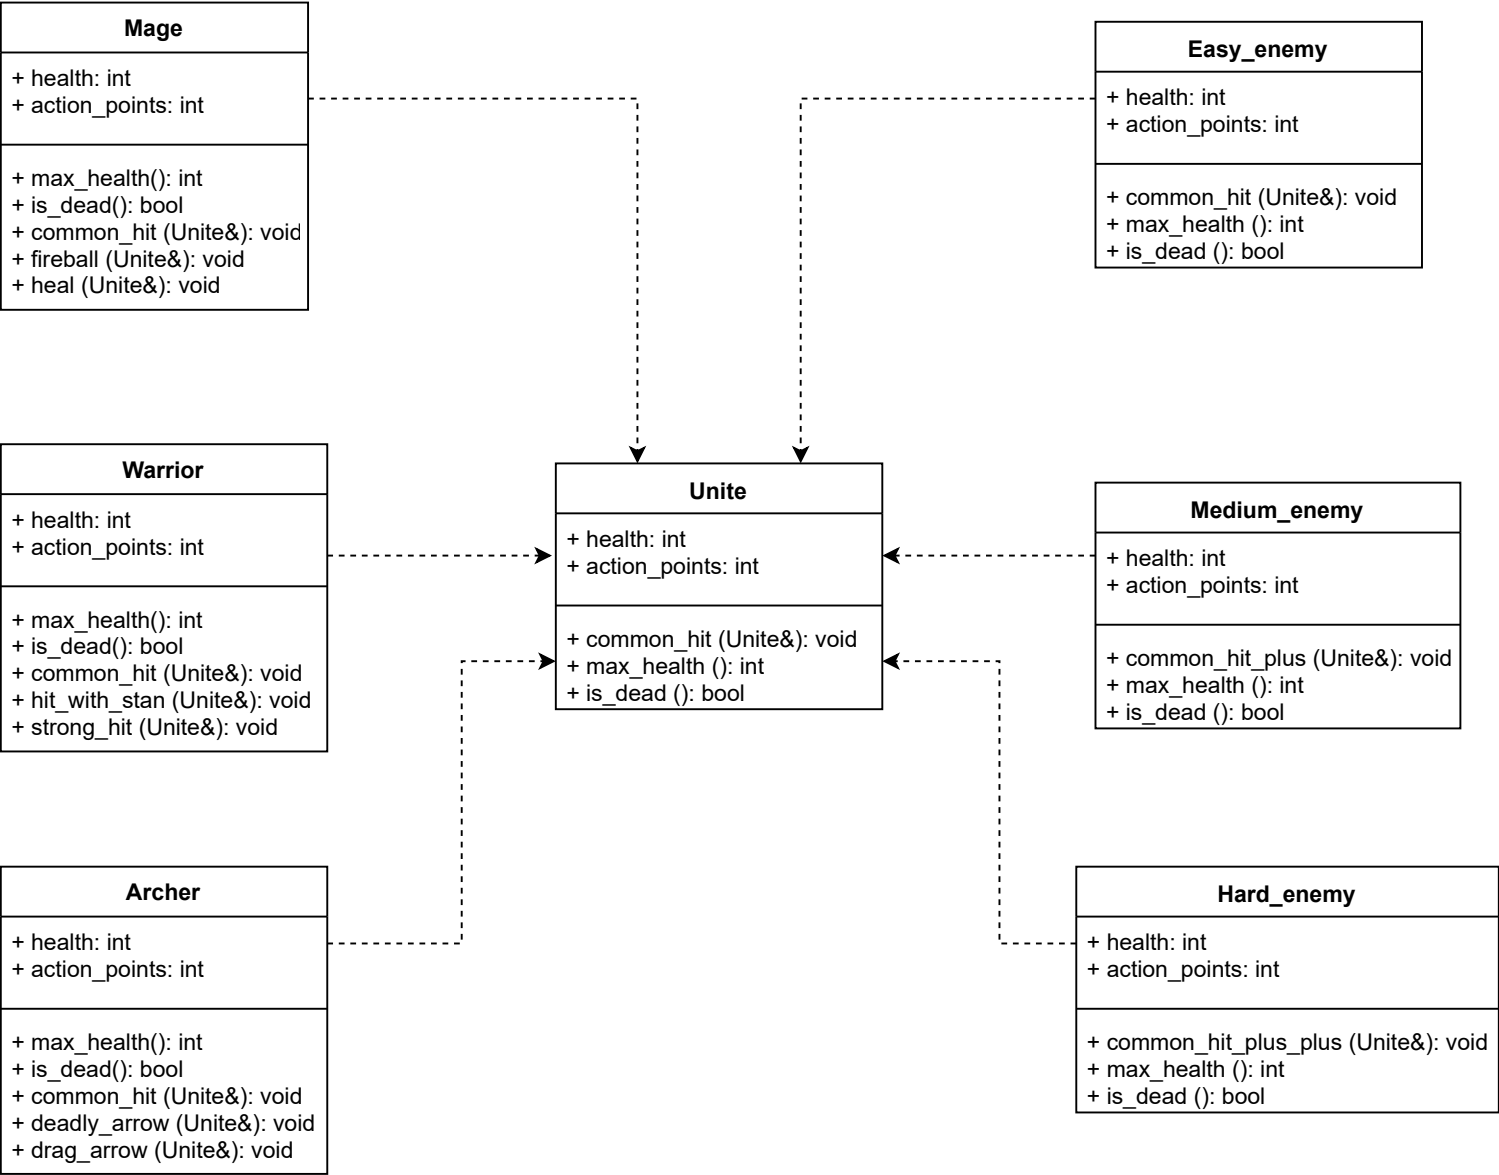 Mage
+ health: int
+ action_points: int
+ max_health(): int
+ is_dead(): bool
+ common_hit (Unite&): void
+ fireball (Unite&): void
+ heal (Unite&): void
Easy_enemy
+ health: int
+ action_points: int
+ common_hit (Unite&): void
+ max_health (): int
+ is_dead (): bool
Warrior
+ health: int
+ action_points: int
+ max_health(): int
+ is_dead(): bool
+ common_hit (Unite&): void
+ hit_with_stan (Unite&): void
+ strong_hit (Unite&): void
Unite
+ health: int
+ action_points: int
+ common_hit (Unite&): void
+ max_health (): int
+ is_dead (): bool
Medium_enemy
+ health: int
+ action_points: int
+ common_hit_plus (Unite&): void
+ max_health (): int
+ is_dead (): bool
Archer
+ health: int
+ action_points: int
+ max_health(): int
+ is_dead(): bool
+ common_hit (Unite&): void
+ deadly_arrow (Unite&): void
+ drag_arrow (Unite&): void
Hard_enemy
+ health: int
+ action_points: int
+ common_hit_plus_plus (Unite&): void
+ max_health (): int
+ is_dead (): bool